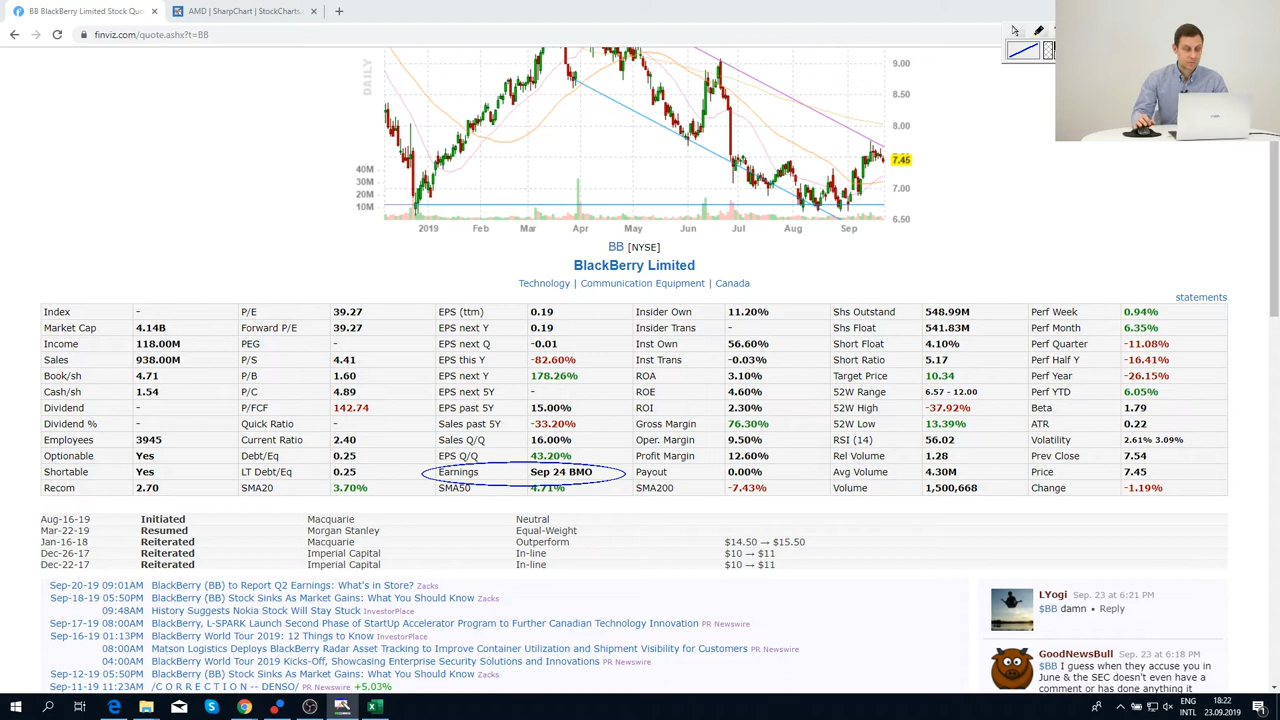 BB BlackBerry Limited Stock Quo
AMD | SharpChart | StockCharts.
finviz.com/quote.ashx?t=BB
DAILY
9.00
8.50
8.00
7.45
7.00
6.50
40M
30M
20M
10M
2019 Feb Mar Apr May Jun Jul Aug Sep
BB [NYSE]
BlackBerry Limited
Technology | Communication Equipment | Canada
statements
Index - P/E 39.27 EPS (ttm) 0.19 Insider Own 11.20% Shs Outstand 548.99M Perf Week 0.94%
Market Cap 4.14B Forward P/E 39.27 EPS next Y 0.19 Insider Trans - Shs Float 541.83M Perf Month 6.35%
Income 118.00M PEG - EPS next Q -0.01 Inst Own 56.60% Short Float 4.10% Perf Quarter -11.08%
Sales 938.00M P/S 4.41 EPS this Y -82.60% Inst Trans -0.03% Short Ratio 5.17 Perf Half Y -16.41%
Book/sh 4.71 P/B 1.60 EPS next Y 178.26% ROA 3.10% Target Price 10.34 Perf Year -26.15%
Cash/sh 1.54 P/C 4.89 EPS next 5Y - ROE 4.60% 52W Range 6.57 - 12.00 Perf YTD 6.05%
Dividend - P/FCF 142.74 EPS past 5Y 15.00% ROI 2.30% 52W High -37.92% Beta 1.79
Dividend % - Quick Ratio - Sales past 5Y -33.20% Gross Margin 76.30% 52W Low 13.39% ATR 0.22
Employees 3945 Current Ratio 2.40 Sales Q/Q 16.00% Oper. Margin 9.50% RSI (14) 56.02 Volatility 2.61% 3.09%
Optionable Yes Debt/Eq 0.25 EPS Q/Q 43.20% Profit Margin 12.60% Rel Volume 1.28 Prev Close 7.54
Shortable Yes LT Debt/Eq 0.25 Earnings Sep 24 BMO Payout 0.00% Avg Volume 4.30M Price 7.45
Recom 2.70 SMA20 3.70% SMA50 4.71% SMA200 -7.43% Volume 1,500,668 Change -1.19%
Aug-16-19 Initiated Macquarie Neutral
Mar-22-19 Resumed Morgan Stanley Equal-Weight
Jan-16-18 Reiterated Macquarie Outperform $14.50 → $15.50
Dec-26-17 Reiterated Imperial Capital In-line $10 → $11
Dec-22-17 Reiterated Imperial Capital In-line $10 → $11
Sep-20-19 09:01AM BlackBerry (BB) to Report Q2 Earnings: What's in Store? Zacks
Sep-18-19 05:50PM BlackBerry (BB) Stock Sinks As Market Gains: What You Should Know Zacks
09:48AM History Suggests Nokia Stock Will Stay Stuck InvestorPlace
Sep-17-19 08:00AM BlackBerry, L-SPARK Launch Second Phase of StartUp Accelerator Program to Further Canadian Technology Innovation PR Newswire
Sep-16-19 01:13PM BlackBerry World Tour 2019: 12 Things to Know InvestorPlace
08:00AM Matson Logistics Deploys BlackBerry Radar Asset Tracking to Improve Container Utilization and Shipment Visibility for Customers PR Newswire
04:00AM BlackBerry World Tour 2019 Kicks-Off, Showcasing Enterprise Security Solutions and Innovations PR Newswire
Sep-12-19 05:50PM BlackBerry (BB) Stock Sinks As Market Gains: What You Should Know Zacks
Sep-11-19 11:23AM /C O R R E C T I O N -- DENSO/ PR Newswire +5.03%
LYogi Sep. 23 at 6:21 PM
$BB damn • Reply
GoodNewsBull Sep. 23 at 6:18 PM
$BB I guess when they accuse you in
June & the SEC doesn't even have a
comment or has done anything it
ENG
INTL
18:22
23.09.2019